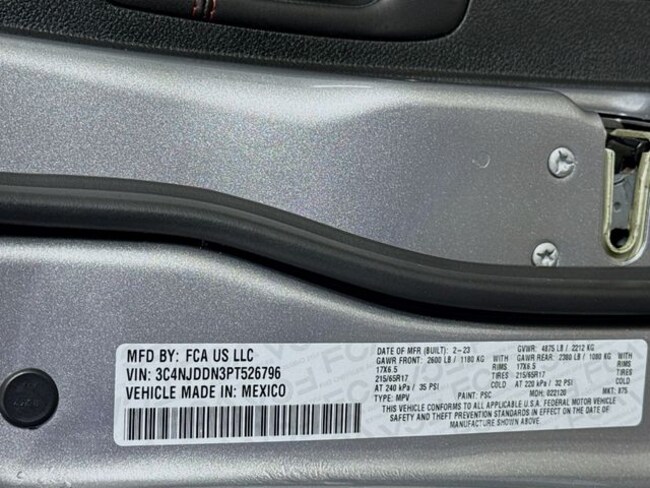 MFD BY: FCA US LLC
VIN: 3C4NJDDN3PT526796
VEHICLE MADE IN: MEXICO
DATE OF MFR (BUILT): 2-23 GVWR: 4875 LB / 2212 KG
GAWR FRONT: 2600 LB / 1180 KG WITH GAWR REAR: 2380 LB / 1080 KG WITH
17X6.5 RIMS 17X6.5 RIMS
215/65R17 TIRES 215/65R17 TIRES
AT 240 kPa / 35 PSI COLD AT 220 kPa / 32 PSI COLD
TYPE: MPV PAINT: PSC MDH: 022120 MKT: 875
THIS VEHICLE CONFORMS TO ALL APPLICABLE U.S.A. FEDERAL MOTOR VEHICLE
SAFETY AND THEFT PREVENTION STANDARDS IN EFFECT ON THE DATE OF
MANUFACTURE SHOWN ABOVE.